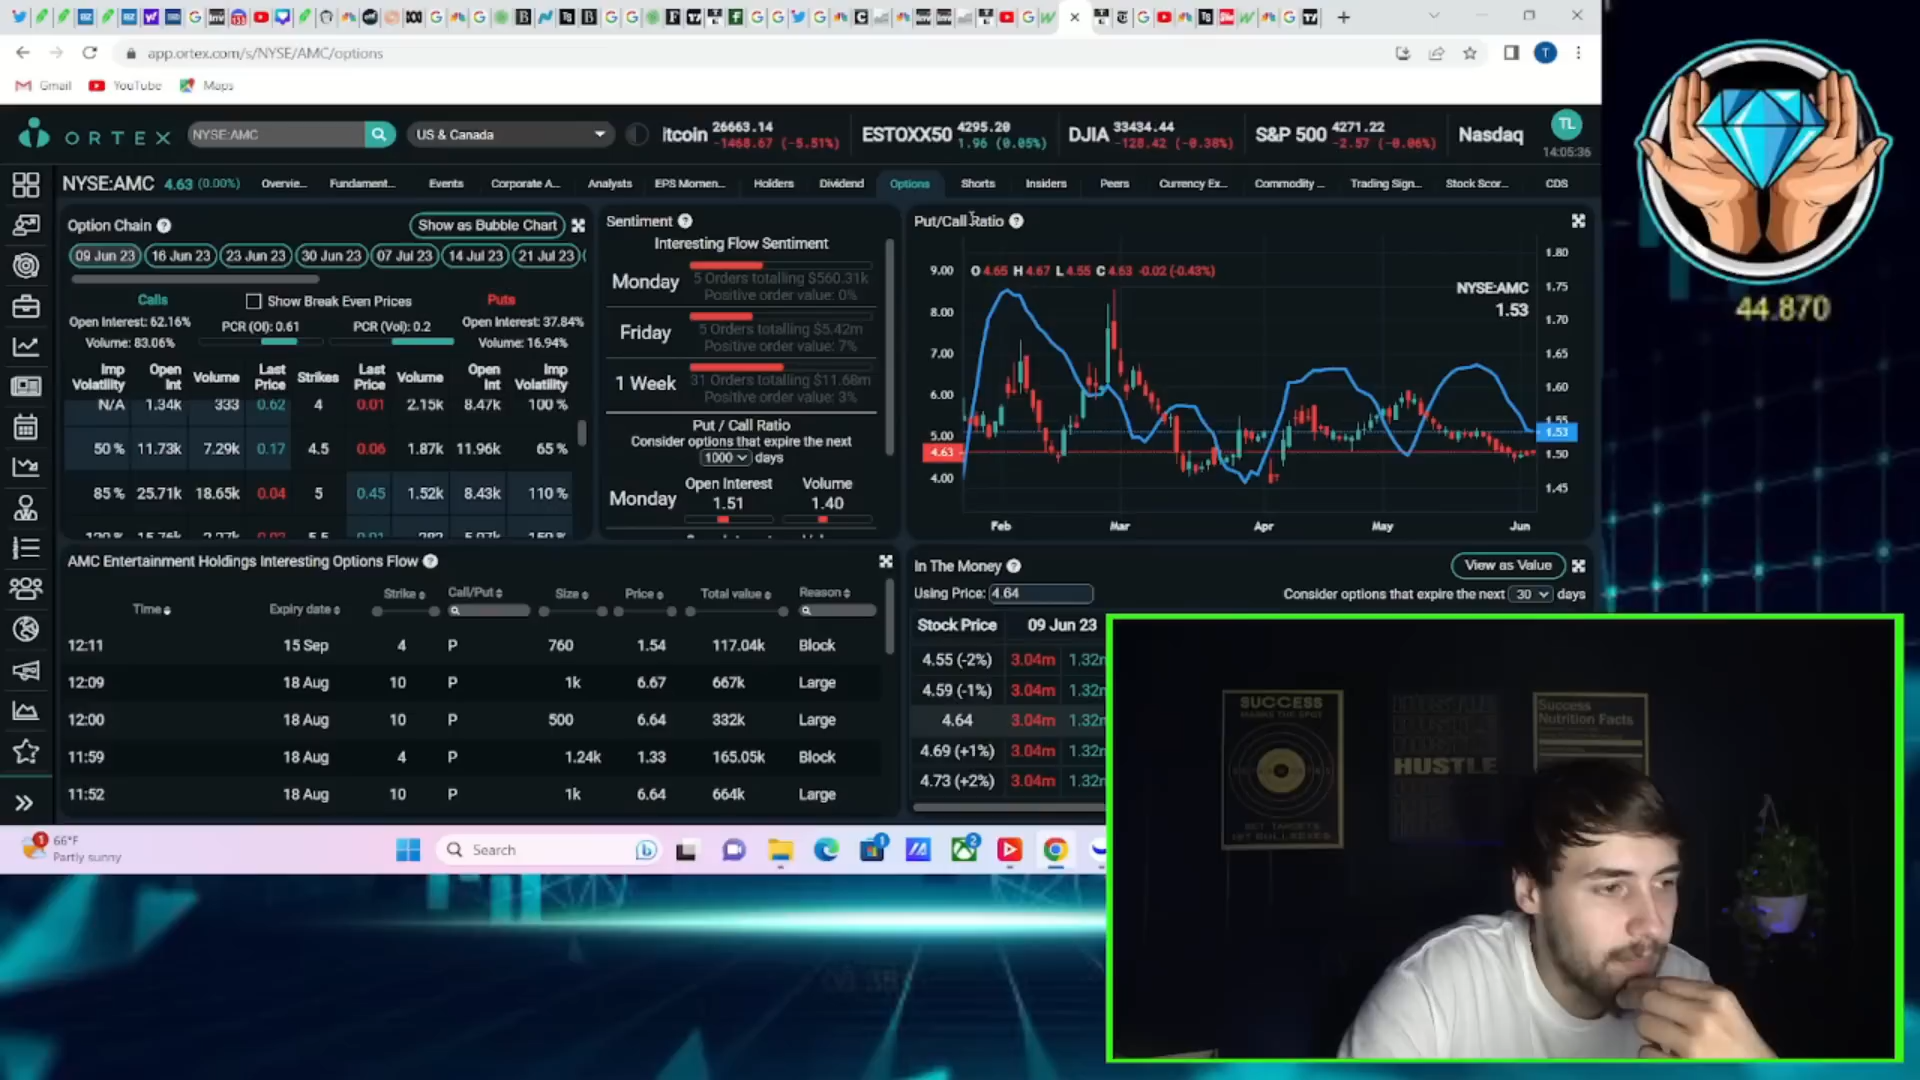 app.ortex.com/s/NYSE/AMC/options
Gmail YouTube Maps
ORTEX NYSE:AMC US & Canada itcoin 26663.14 -1468.67 (-5.51%) ESTOXX50 4295.20 1.96 (0.05%) DJIA 33434.44 -128.42 (-0.38%) S&P 500 4271.22 -2.57 (-0.06%) Nasdaq TL 14:05:36
NYSE:AMC 4.63 (0.00%) Overvie... Fundament... Events Corporate A... Analysts EPS Momen... Holders Dividend Options Shorts Insiders Peers Currency Ex... Commodity ... Trading Sign... Stock Scor... CDS
Option Chain Show as Bubble Chart
09 Jun 23 16 Jun 23 23 Jun 23 30 Jun 23 07 Jul 23 14 Jul 23 21 Jul 23
Calls Show Break Even Prices Puts
Open Interest: 62.16% PCR (OI): 0.61 PCR (Vol): 0.2 Open Interest: 37.84%
Volume: 83.06% Volume: 16.94%
Imp Volatility Open Int Volume Last Price Strikes Last Price Volume Open Int Imp Volatility
N/A 1.34k 333 0.62 4 0.01 2.15k 8.47k 100 %
50 % 11.73k 7.29k 0.17 4.5 0.06 1.87k 11.96k 65 %
85 % 25.71k 18.65k 0.04 5 0.45 1.52k 8.43k 110 %
Sentiment
Interesting Flow Sentiment
Monday 5 Orders totalling $560.31k
Positive order value: 0%
Friday 5 Orders totalling $5.42m
Positive order value: 7%
1 Week 31 Orders totalling $11.68m
Positive order value: 3%
Put / Call Ratio
Consider options that expire the next
1000 days
Open Interest Volume
Monday 1.51 1.40
Put/Call Ratio
O 4.65 H 4.67 L 4.55 C 4.63 -0.02 (-0.43%)
NYSE:AMC
1.53
9.00
8.00
7.00
6.00
5.00
4.63
4.00
1.80
1.75
1.70
1.65
1.60
1.55
1.53
1.50
1.45
Feb Mar Apr May Jun
44.870
AMC Entertainment Holdings Interesting Options Flow
Time Expiry date Strike Call/Put Size Price Total value Reason
12:11 15 Sep 4 P 760 1.54 117.04k Block
12:09 18 Aug 10 P 1k 6.67 667k Large
12:00 18 Aug 10 P 500 6.64 332k Large
11:59 18 Aug 4 P 1.24k 1.33 165.05k Block
11:52 18 Aug 10 P 1k 6.64 664k Large
In The Money View as Value
Using Price: 4.64 Consider options that expire the next 30 days
Stock Price 09 Jun 23
4.55 (-2%) 3.04m
4.59 (-1%) 3.04m
4.64 3.04m
4.69 (+1%) 3.04m
4.73 (+2%) 3.04m
SUCCESS
HUSTLE
Success
Nutrition Facts
66°F
Partly sunny
Search